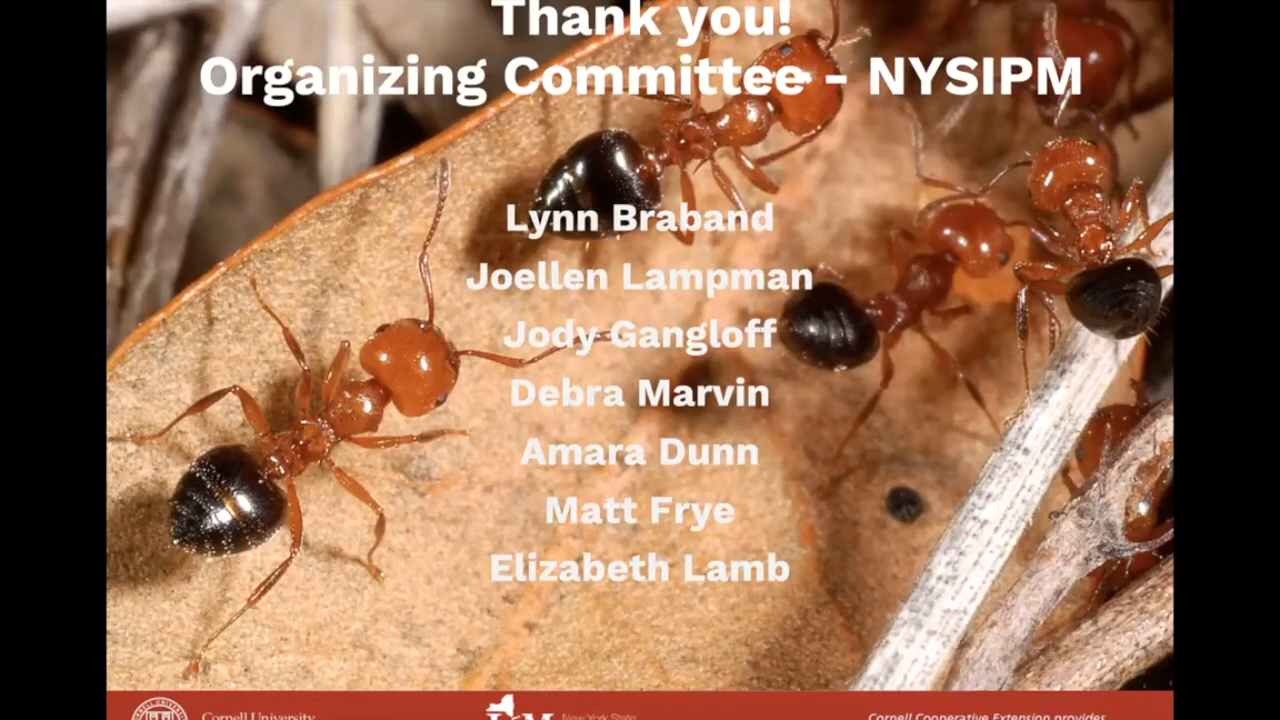 Thank you!
Organizing Committee - NYSIPM
Lynn Braband
Joellen Lampman
Jody Gangloff
Debra Marvin
Amara Dunn
Matt Frye
Elizabeth Lamb
Cornell University
New York State
Cornell Cooperative Extension provides